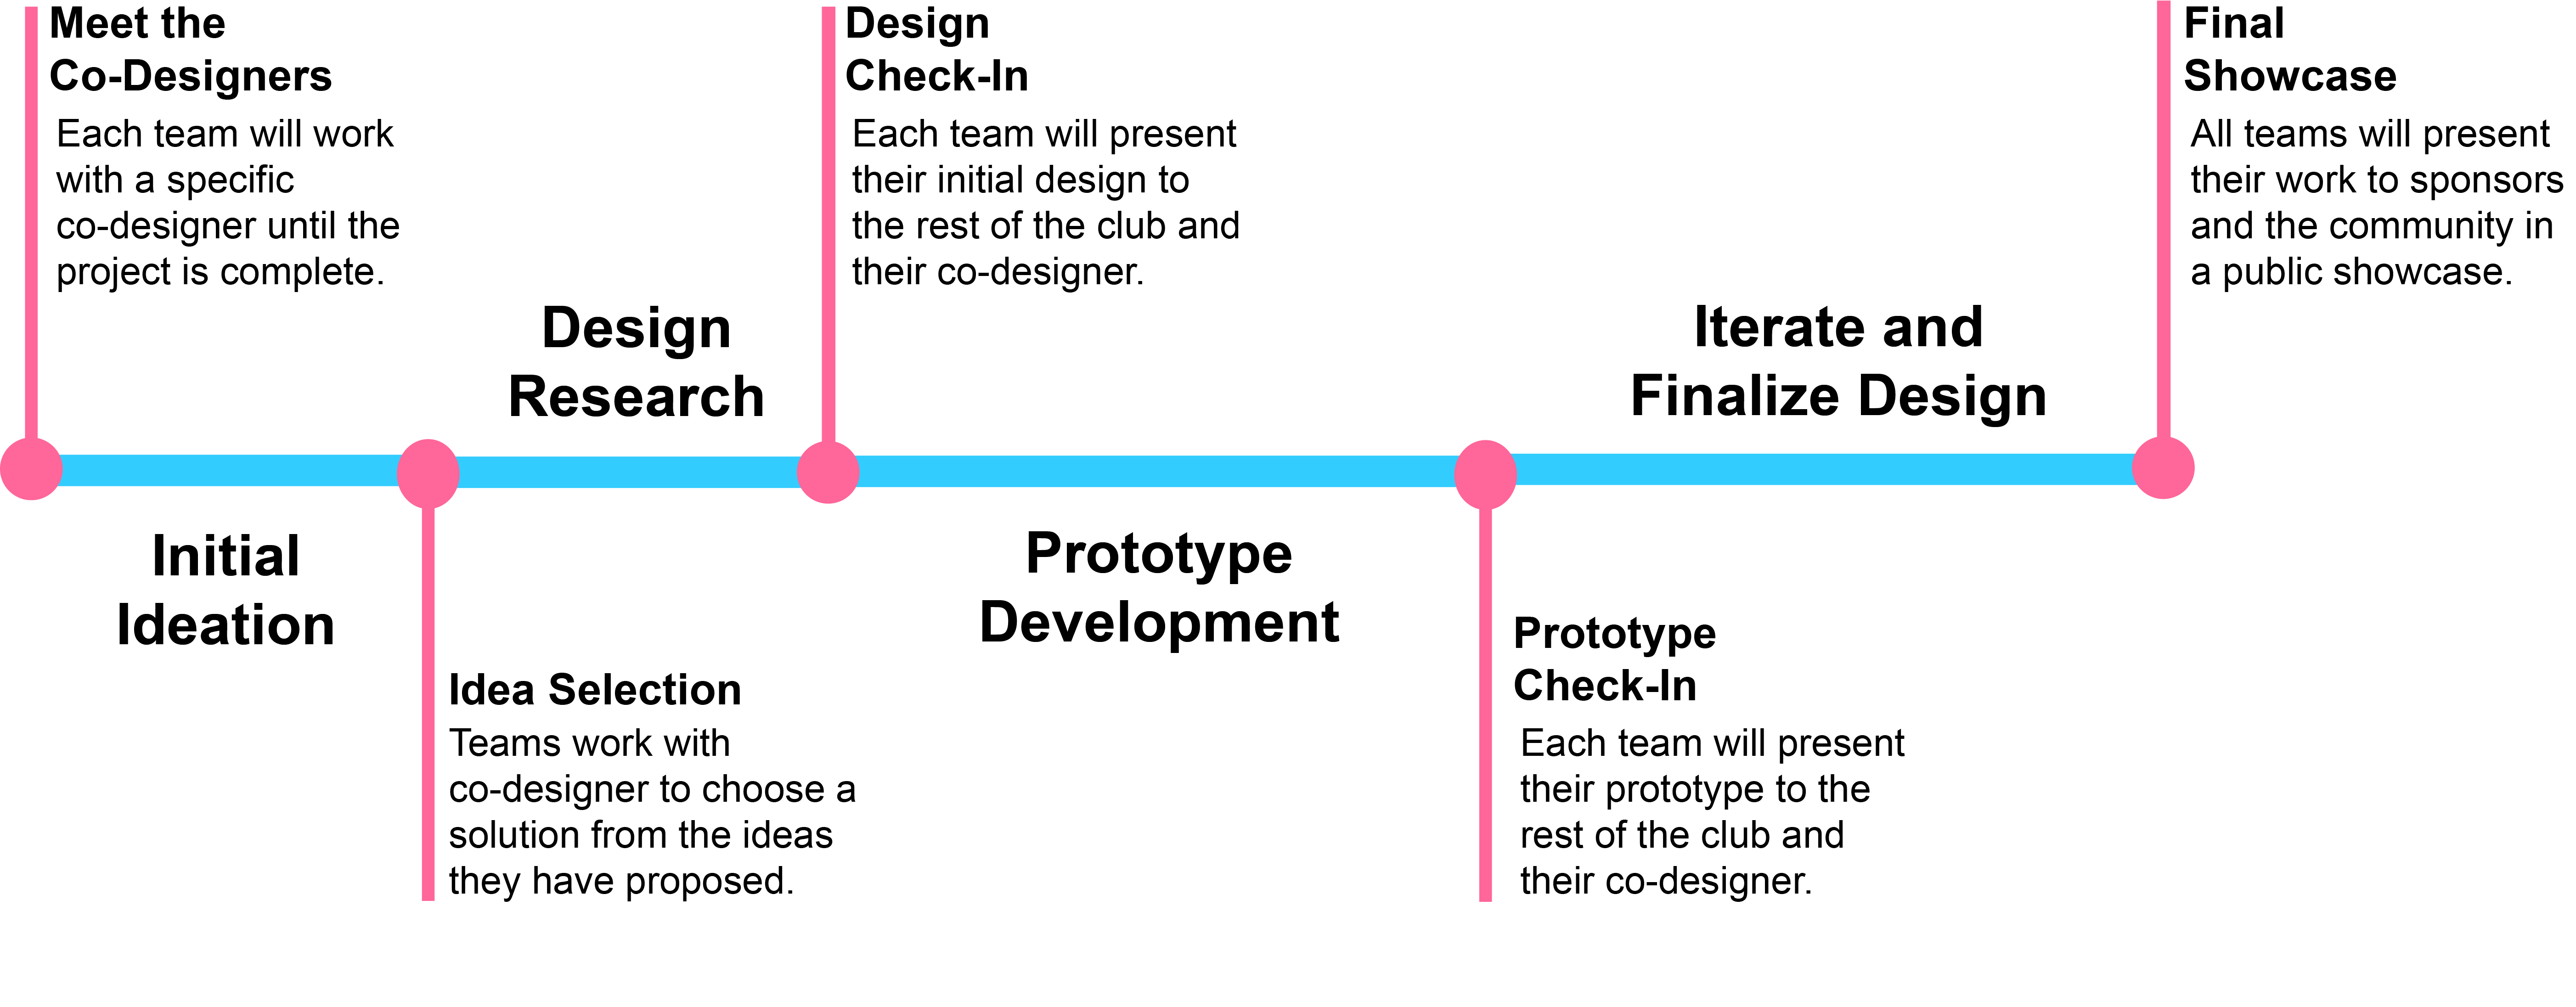 Meet the
Co-Designers
Each team will work
with a specific
co-designer until the
project is complete.
Initial
Ideation
Idea Selection
Teams work with
co-designer to choose a
solution from the ideas
they have proposed.
Design
Research
Design
Check-In
Each team will present
their initial design to
the rest of the club and
their co-designer.
Prototype
Development
Prototype
Check-In
Each team will present
their prototype to the
rest of the club and
their co-designer.
Iterate and
Finalize Design
Final
Showcase
All teams will present
their work to sponsors
and the community in
a public showcase.